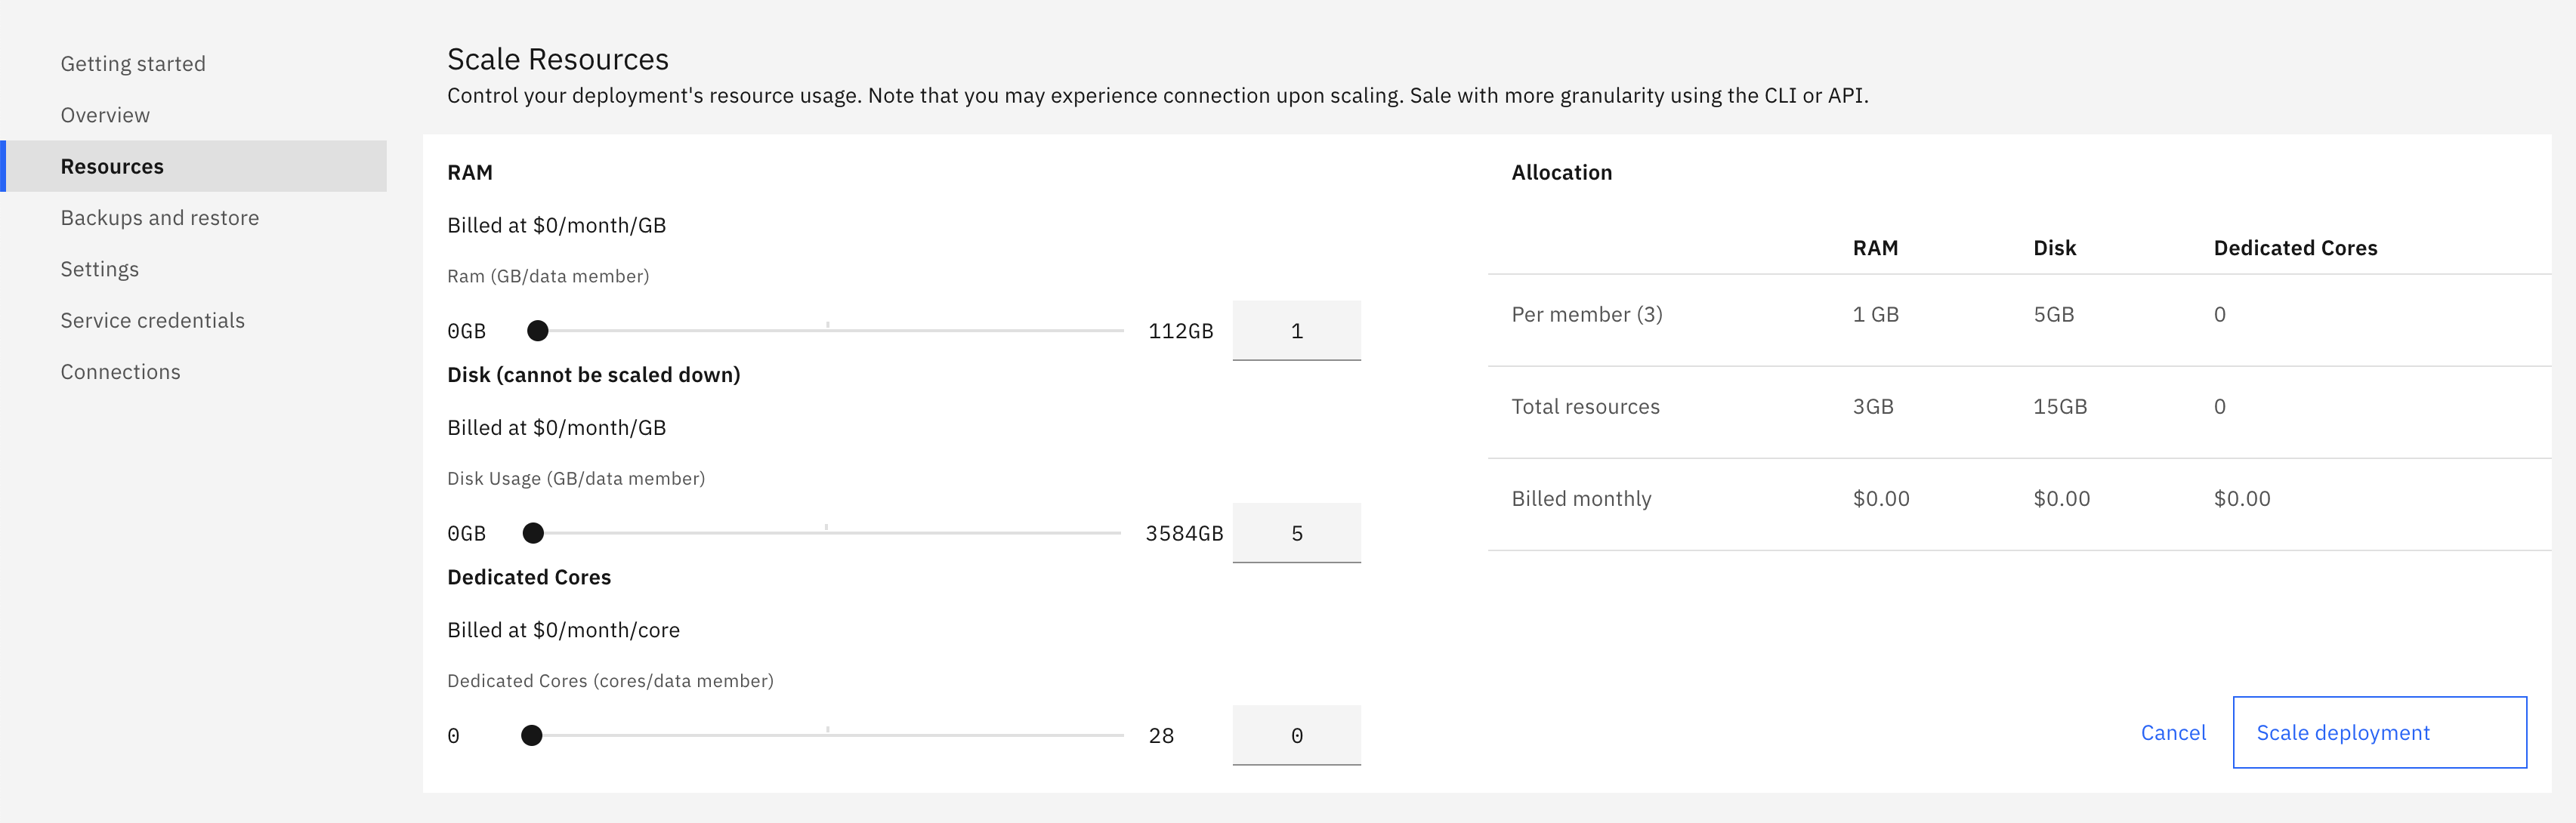 Getting started
Overview
Resources
Backups and restore
Settings
Service credentials
Connections
Scale Resources
Control your deployment's resource usage. Note that you may experience connection upon scaling. Sale with more granularity using the CLI or API.
RAM
Billed at $0/month/GB
Ram (GB/data member)
0GB 112GB 1
Disk (cannot be scaled down)
Billed at $0/month/GB
Disk Usage (GB/data member)
0GB 3584GB 5
Dedicated Cores
Billed at $0/month/core
Dedicated Cores (cores/data member)
0 28 0
Allocation
RAM Disk Dedicated Cores
Per member (3) 1 GB 5GB 0
Total resources 3GB 15GB 0
Billed monthly $0.00 $0.00 $0.00
Cancel Scale deployment